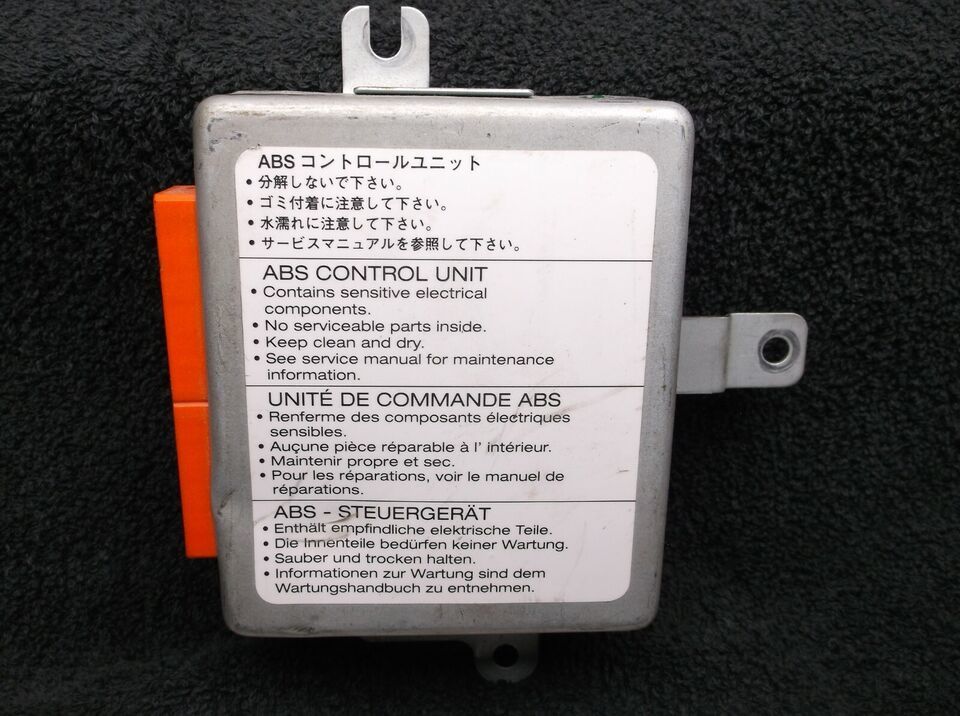 ABS コントロールユニット
• 分解しないで下さい。
• ゴミ付着に注意して下さい。
• 水濡れに注意して下さい。
• サービスマニュアルを参照して下さい。
ABS CONTROL UNIT
• Contains sensitive electrical
components.
• No serviceable parts inside.
• Keep clean and dry.
• See service manual for maintenance
information.
UNITÉ DE COMMANDE ABS
• Renferme des composants électriques
sensibles.
• Auçune pièce réparable à l' intérieur.
• Maintenir propre et sec.
• Pour les réparations, voir le manuel de
réparations.
ABS - STEUERGERÄT
• Enthält empfindliche elektrische Teile.
• Die Innenteile bedürfen keiner Wartung.
• Sauber und trocken halten.
• Informationen zur Wartung sind dem
Wartungshandbuch zu entnehmen.